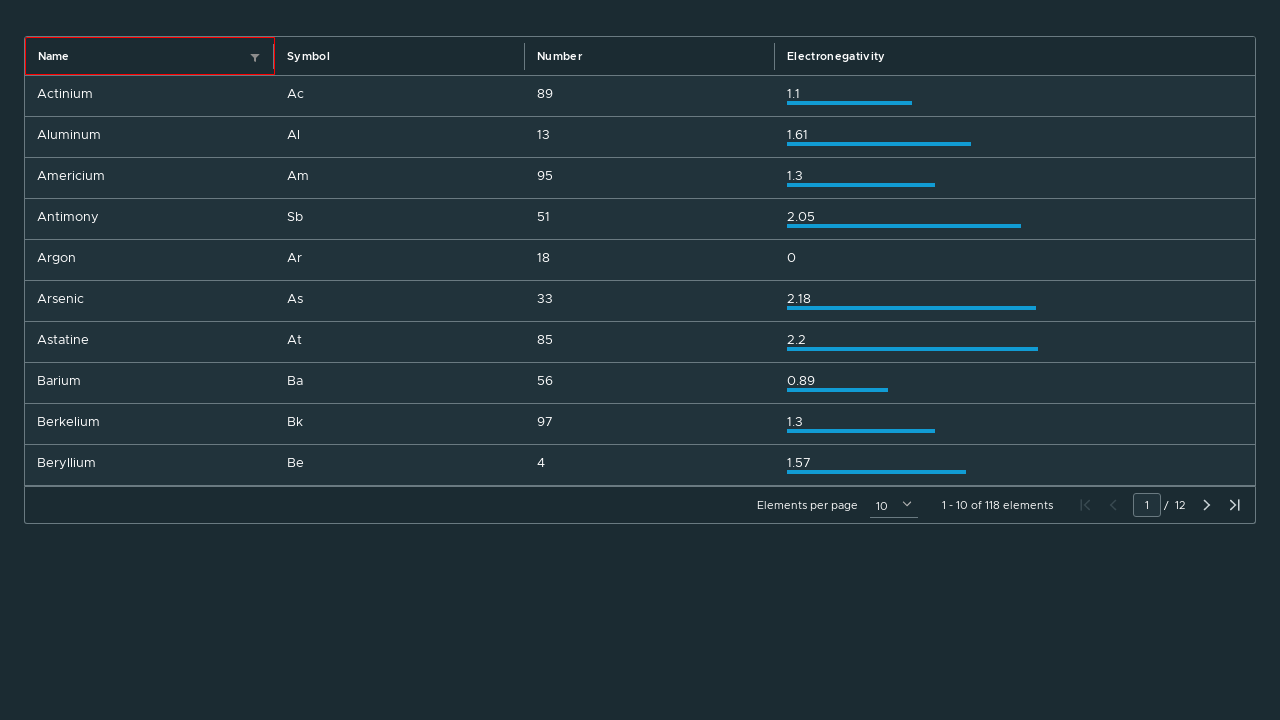 Name Symbol Number Electronegativity
Actinium Ac 89 1.1
Aluminum Al 13 1.61
Americium Am 95 1.3
Antimony Sb 51 2.05
Argon Ar 18 0
Arsenic As 33 2.18
Astatine At 85 2.2
Barium Ba 56 0.89
Berkelium Bk 97 1.3
Beryllium Be 4 1.57
Elements per page 10 1 - 10 of 118 elements 1 / 12